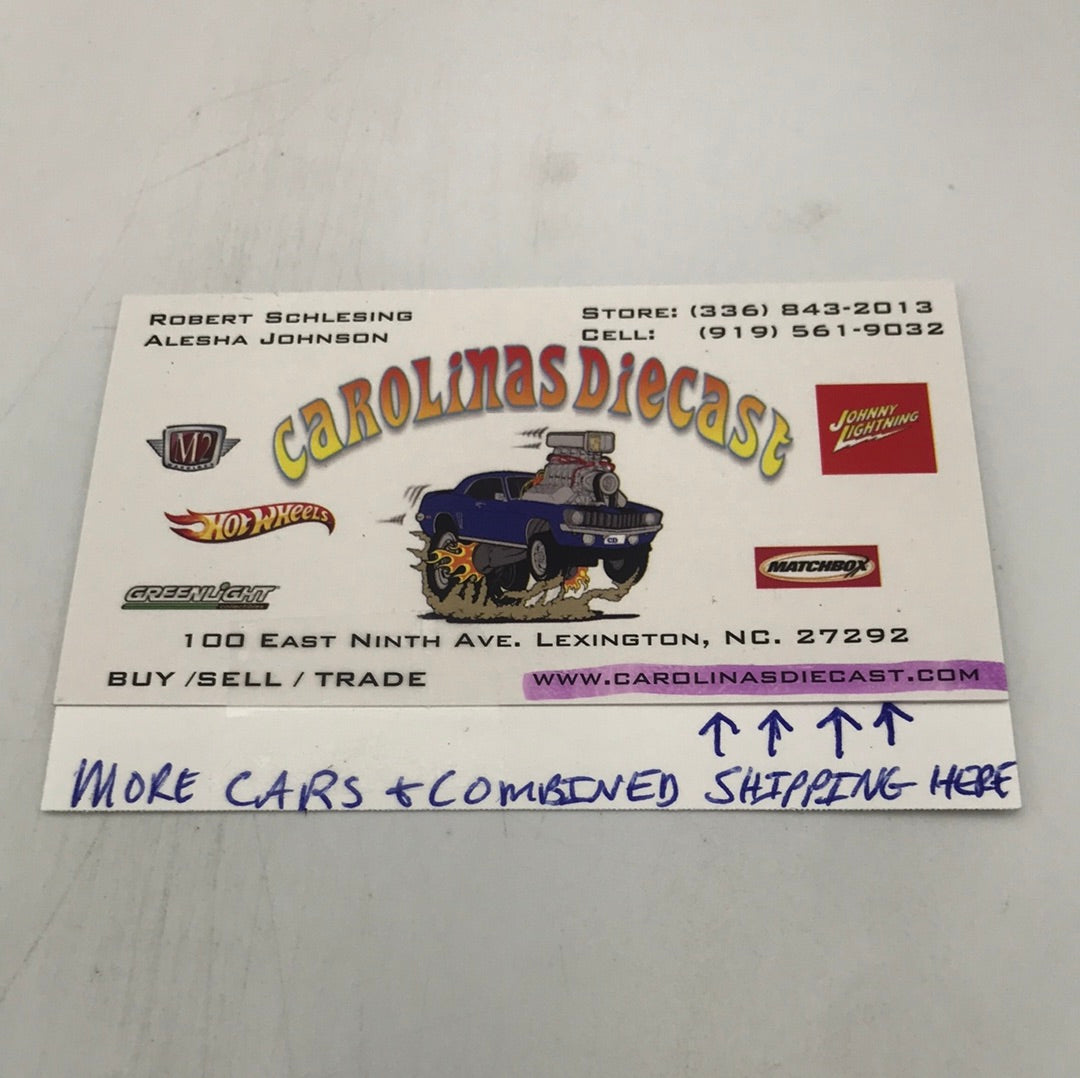 ROBERT SCHLESING
ALESHA JOHNSON
STORE: (336) 843-2013
CELL: (919) 561-9032
CAROLINAS DIECAST
M2
JOHNNY
LIGHTNING
HOT WHEELS
CD
MATCHBOX
GREENLIGHT
collectibles
100 EAST NINTH AVE. LEXINGTON, NC. 27292
BUY /SELL / TRADE
WWW.CAROLINASDIECAST.COM
↑ ↑ ↑ ↑
MORE CARS & COMBINED SHIPPING HERE